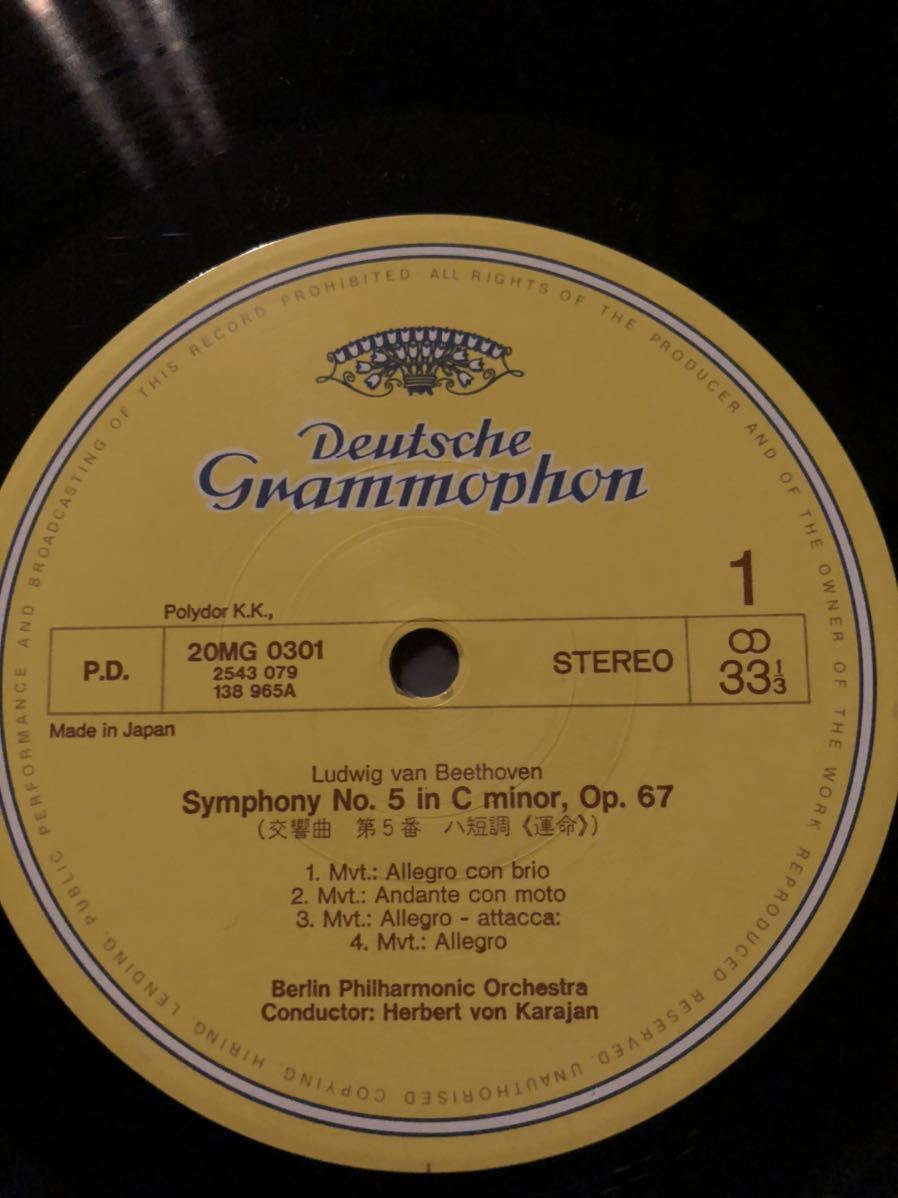 PUBLIC PERFORMANCE AND BROADCASTING OF THIS RECORD PROHIBITED ALL RIGHTS OF THE PRODUCER AND OF THE OWNER OF THE WORK REPRODUCED RESERVED. UNAUTHORISED COPYING, HIRING, LENDING,
Deutsche
Grammophon
1
Polydor K.K.,
P.D.
20MG 0301
2543 079
138 965A
STEREO
33 1/3
Made in Japan
Ludwig van Beethoven
Symphony No. 5 in C minor, Op. 67
(交響曲 第5番 ハ短調《運命》)
1. Mvt.: Allegro con brio
2. Mvt.: Andante con moto
3. Mvt.: Allegro - attacca:
4. Mvt.: Allegro
Berlin Philharmonic Orchestra
Conductor: Herbert von Karajan